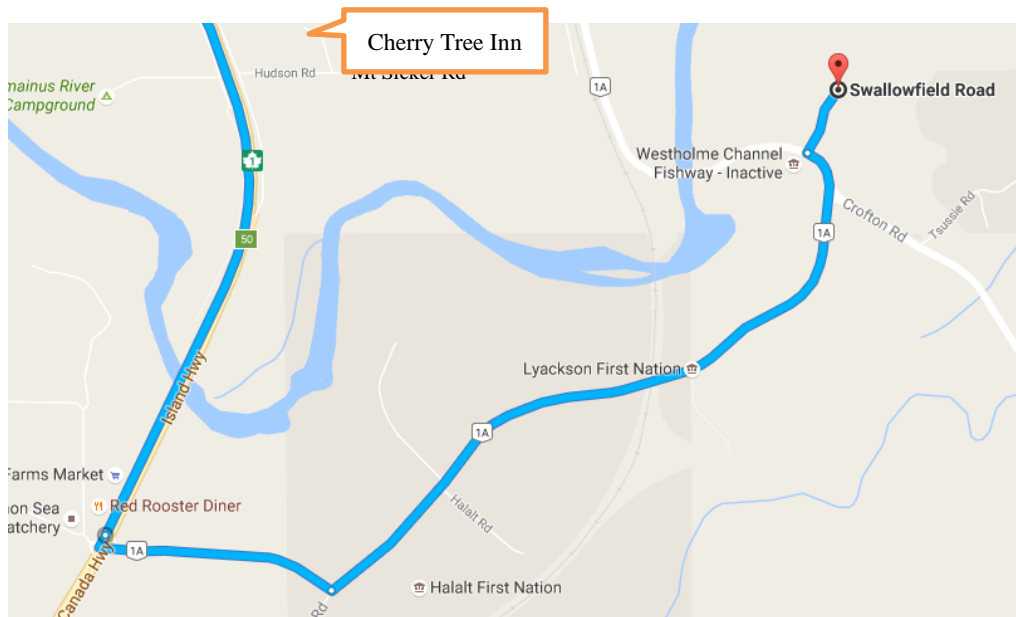 Cherry Tree Inn
Mt Sicker Rd
Hudson Rd
mainus River
Campground
1A
Swallowfield Road
1
Westholme Channel
Fishway - Inactive
Crofton Rd
Tsussie Rd
1A
50
Island Hwy
Lyackson First Nation
1A
Farms Market
Red Rooster Diner
non Sea
atchery
Halalt Rd
1A
Canada Hwy
Halalt First Nation
Rd